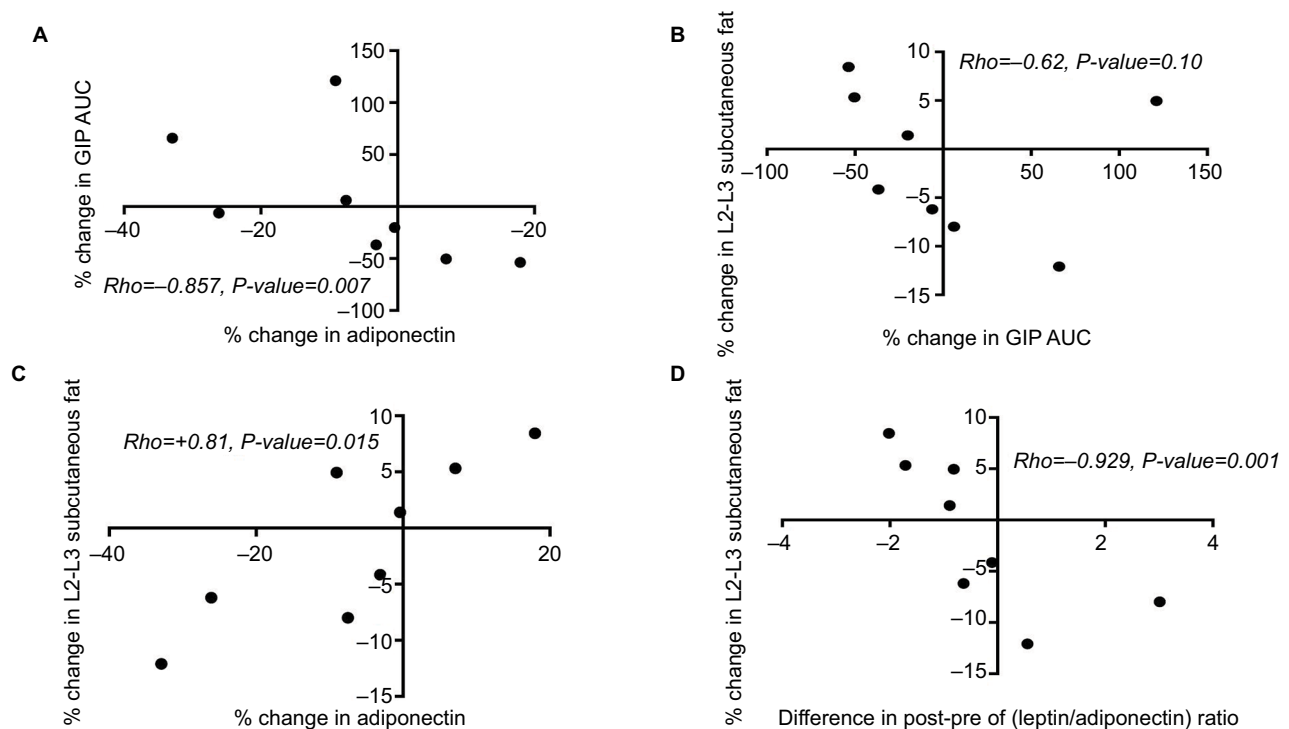 A
% change in GIP AUC
150
100
50
–40
–20
–20
–50
–100
Rho=–0.857, P-value=0.007
% change in adiponectin
B
% change in L2-L3 subcutaneous fat
10
Rho=–0.62, P-value=0.10
5
–100
–50
50
100
150
–5
–10
–15
% change in GIP AUC
C
% change in L2-L3 subcutaneous fat
10
Rho=+0.81, P-value=0.015
5
–40
–20
20
–5
–10
–15
% change in adiponectin
D
% change in L2-L3 subcutaneous fat
10
Rho=–0.929, P-value=0.001
5
–4
–2
2
4
–5
–10
–15
Difference in post-pre of (leptin/adiponectin) ratio